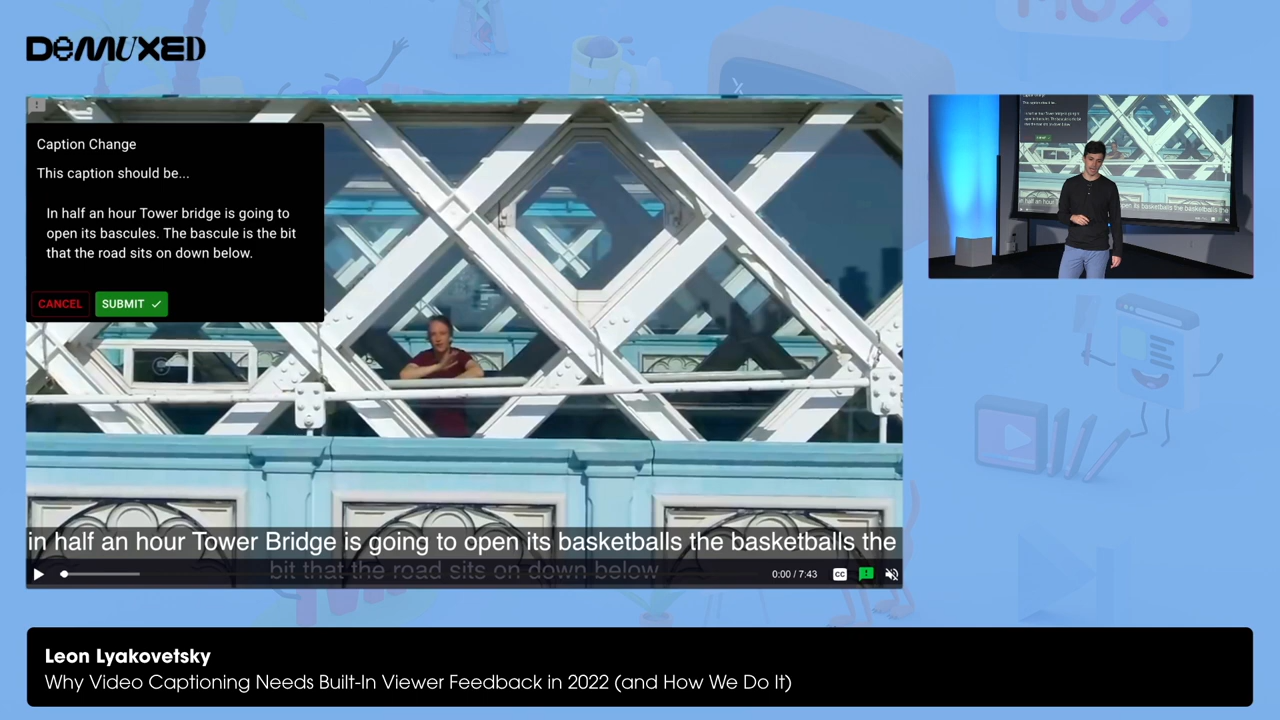 DEMUXED
MUX
Caption Change
This caption should be...
In half an hour Tower bridge is going to
open its bascules. The bascule is the bit
that the road sits on down below.
CANCEL
SUBMIT
in half an hour Tower Bridge is going to open its basketballs the basketballs the
bit that the road sits on down below
0:00 / 7:43
CC
Leon Lyakovetsky
Why Video Captioning Needs Built-In Viewer Feedback in 2022 (and How We Do It)